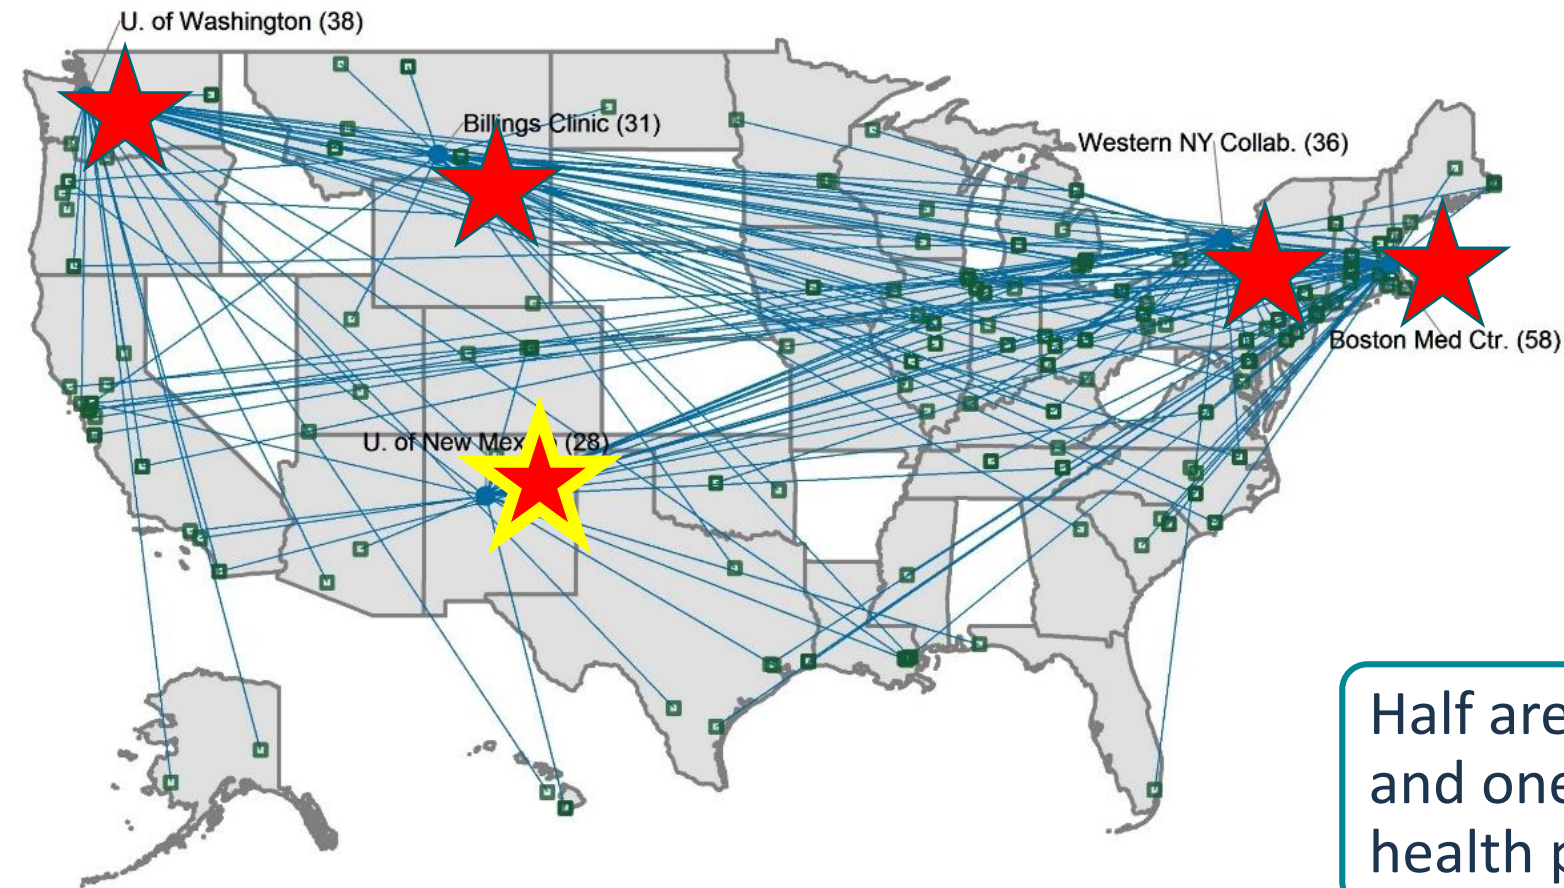 U. of Washington (38)
Billings Clinic (31)
Western NY Collab. (36)
Boston Med Ctr. (58)
U. of New Mex (28)
Half are
and one
health p